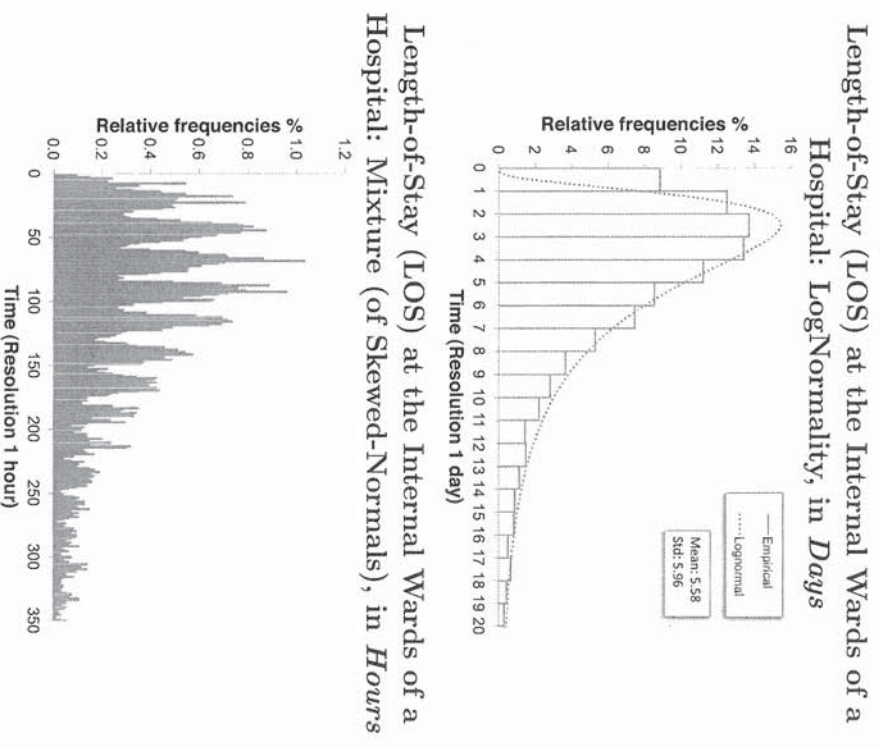 Length-of-Stay (LOS) at the Internal Wards of a
Hospital: LogNormality, in Days
Relative frequencies %
16
14
12
10
8
6
4
2
0
0 1 2 3 4 5 6 7 8 9 10 11 12 13 14 15 16 17 18 19 20
Time (Resolution 1 day)
Empirical
Lognormal
Mean: 5.58
Std: 5.96
Length-of-Stay (LOS) at the Internal Wards of a
Hospital: Mixture (of Skewed-Normals), in Hours
Relative frequencies %
1.2
1.0
0.8
0.6
0.4
0.2
0.0
0 50 100 150 200 250 300 350
Time (Resolution 1 hour)